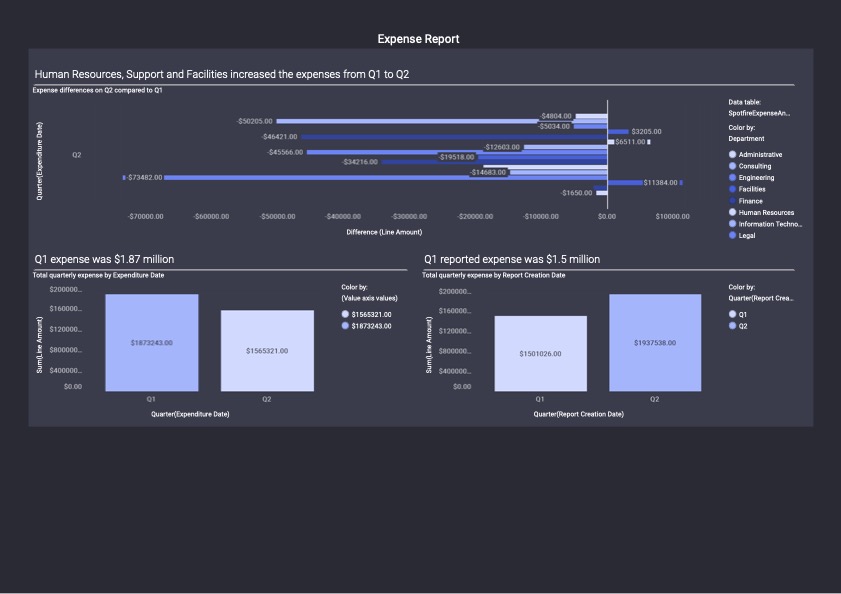 Expense Report
Human Resources, Support and Facilities increased the expenses from Q1 to Q2
Expense differences on Q2 compared to Q1
Quarter(Expenditure Date)
Q2
-$4804.00
-$50205.00
-$5034.00
$3205.00
-$46421.00
$6511.00
-$12603.00
-$45566.00
-$19518.00
-$34216.00
-$14683.00
-$73482.00
$11384.00
-$1650.00
-$70000.00 -$60000.00 -$50000.00 -$40000.00 -$30000.00 -$20000.00 -$10000.00 $0.00 $10000.00
Difference (Line Amount)
Data table:
SpotfireExpenseAn...
Color by:
Department
Administrative
Consulting
Engineering
Facilities
Finance
Human Resources
Information Techno...
Legal
Q1 expense was $1.87 million
Total quarterly expense by Expenditure Date
Sum(Line Amount)
$200000...
$160000...
$120000...
$800000...
$400000...
$0.00
$1873243.00
$1565321.00
Q1 Q2
Quarter(Expenditure Date)
Color by:
(Value axis values)
$1565321.00
$1873243.00
Q1 reported expense was $1.5 million
Total quarterly expense by Report Creation Date
Sum(Line Amount)
$200000...
$160000...
$120000...
$800000...
$400000...
$0.00
$1501026.00
$1937538.00
Q1 Q2
Quarter(Report Creation Date)
Color by:
Quarter(Report Crea...
Q1
Q2